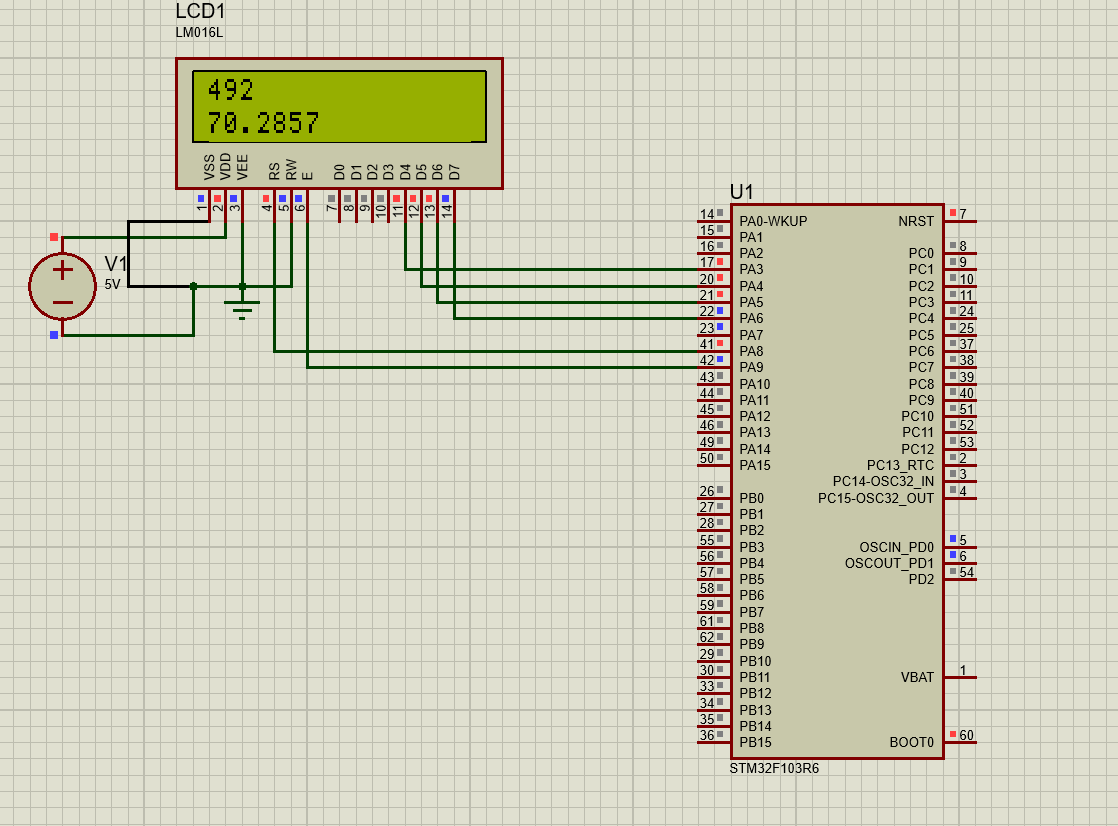 LCD1
LM016L
492
70.2857
VSS VDD VEE RS RW E D0 D1 D2 D3 D4 D5 D6 D7
1 2 3 4 5 6 7 8 9 10 11 12 13 14
V1
5V
U1
14 PA0-WKUP NRST 7
15 PA1
16 PA2 PC0 8
17 PA3 PC1 9
20 PA4 PC2 10
21 PA5 PC3 11
22 PA6 PC4 24
23 PA7 PC5 25
41 PA8 PC6 37
42 PA9 PC7 38
43 PA10 PC8 39
44 PA11 PC9 40
45 PA12 PC10 51
46 PA13 PC11 52
49 PA14 PC12 53
50 PA15 PC13_RTC 2
PC14-OSC32_IN 3
26 PB0 PC15-OSC32_OUT 4
27 PB1
28 PB2
55 PB3 OSCIN_PD0 5
56 PB4 OSCOUT_PD1 6
57 PB5 PD2 54
58 PB6
59 PB7
61 PB8
62 PB9
29 PB10
30 PB11 VBAT 1
33 PB12
34 PB13
35 PB14
36 PB15 BOOT0 60
STM32F103R6